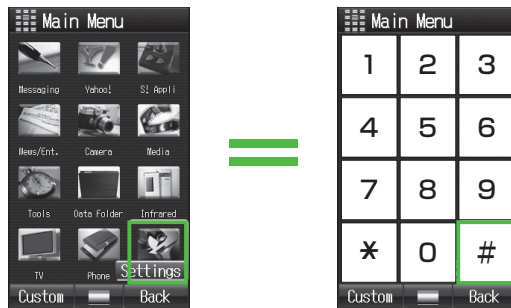 Main Menu
Messaging Yahoo! S! Appli
News/Ent. Camera Media
Tools Data Folder Infrared
TV Phone Settings
Custom Back
Main Menu
1 2 3
4 5 6
7 8 9
* 0 #
Custom Back